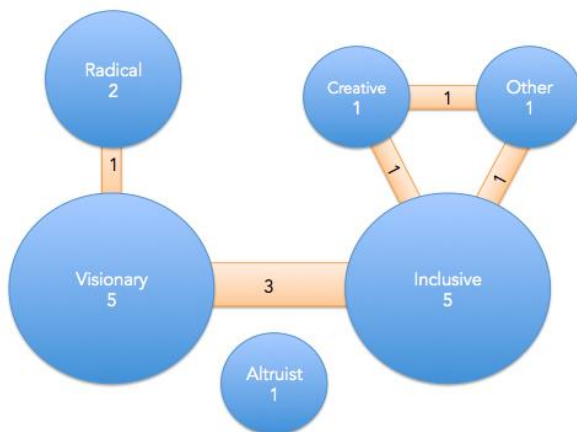 Radical
2
Creative
1
1
Other
1
1
1
1
Visionary
5
3
Inclusive
5
Altruist
1